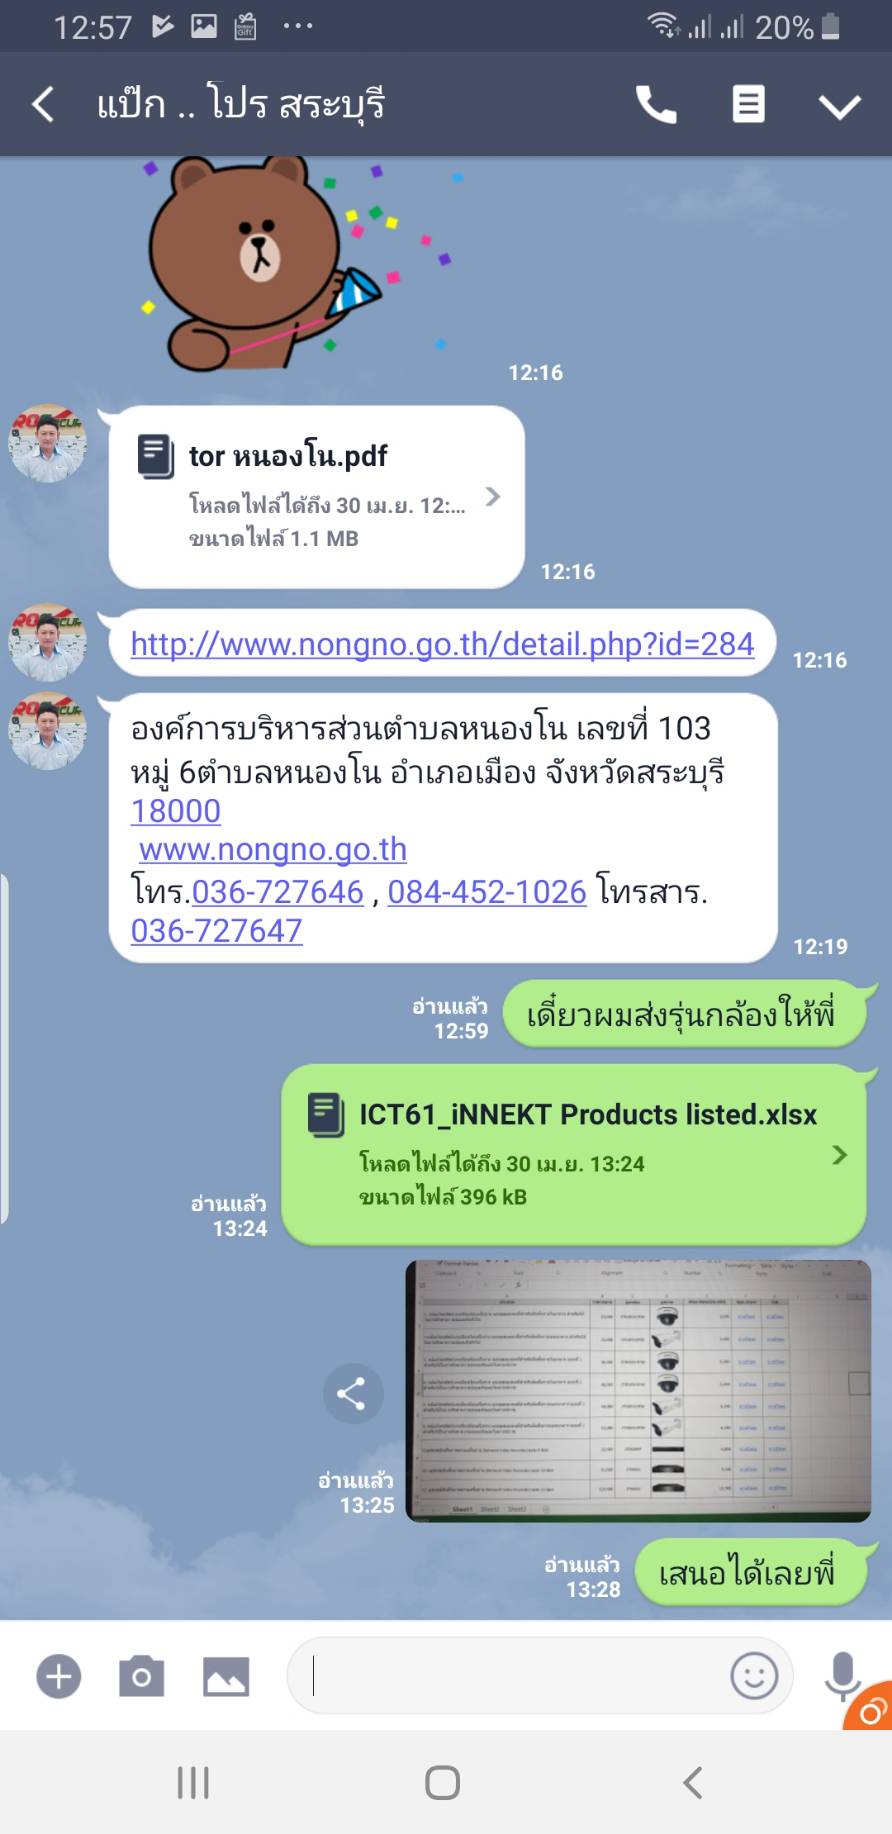 12:57
20%
แป๊ก .. โปร สระบุรี
12:16
tor หนองโน.pdf
โหลดไฟล์ได้ถึง 30 เม.ย. 12:...
ขนาดไฟล์ 1.1 MB
12:16
http://www.nongno.go.th/detail.php?id=284
12:16
องค์การบริหารส่วนตำบลหนองโน เลขที่ 103
หมู่ 6ตำบลหนองโน อำเภอเมือง จังหวัดสระบุรี
18000
www.nongno.go.th
โทร.036-727646 , 084-452-1026 โทรสาร.
036-727647
12:19
อ่านแล้ว
12:59
เดี๋ยวผมส่งรุ่นกล้องให้พี่
ICT61_iNNEKT Products listed.xlsx
โหลดไฟล์ได้ถึง 30 เม.ย. 13:24
ขนาดไฟล์ 396 kB
อ่านแล้ว
13:24
Sheet1 Sheet2 Sheet3
อ่านแล้ว
13:25
อ่านแล้ว
13:28
เสนอได้เลยพี่